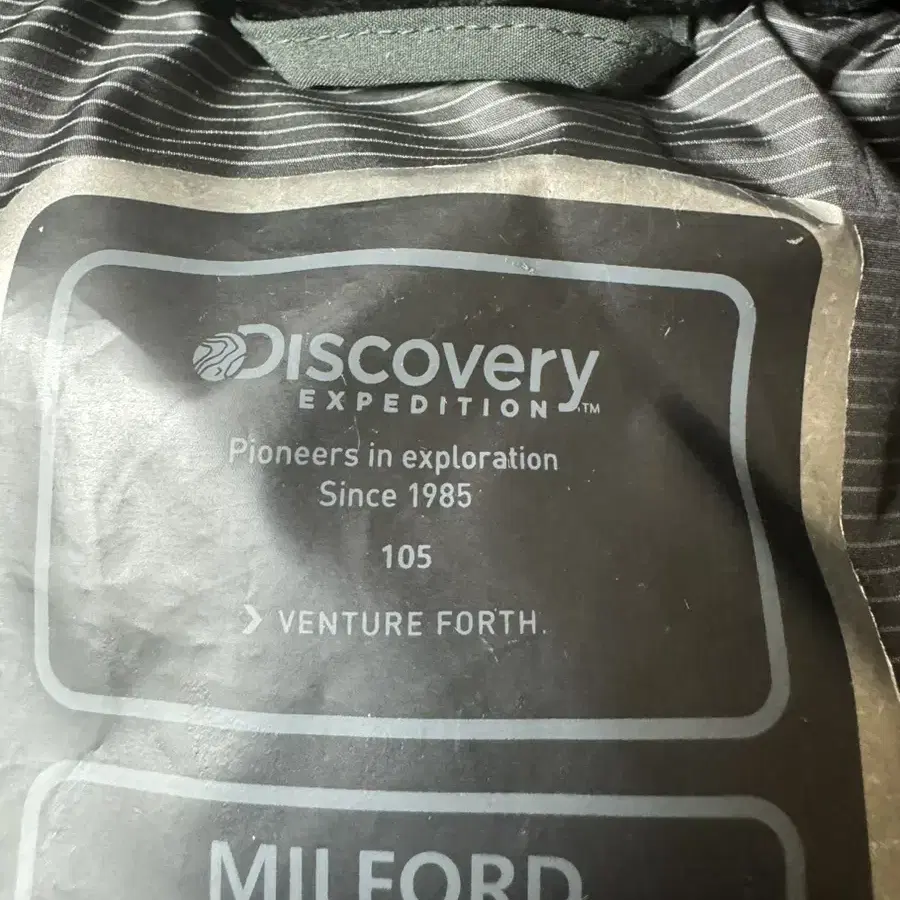 DISCOVERY
EXPEDITION™
Pioneers in exploration
Since 1985
105
> VENTURE FORTH.
MILFORD